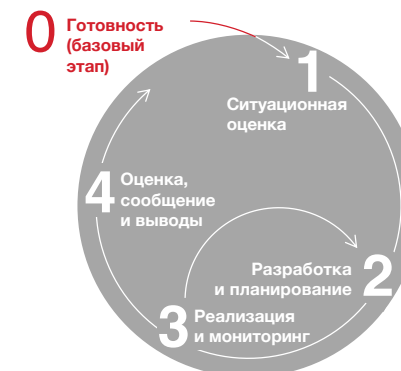 0 Готовность
(базовый
этап)
1
Ситуационная
оценка
2 Разработка
и планирование
3 Реализация
и мониторинг
4 Оценка,
сообщение
и выводы